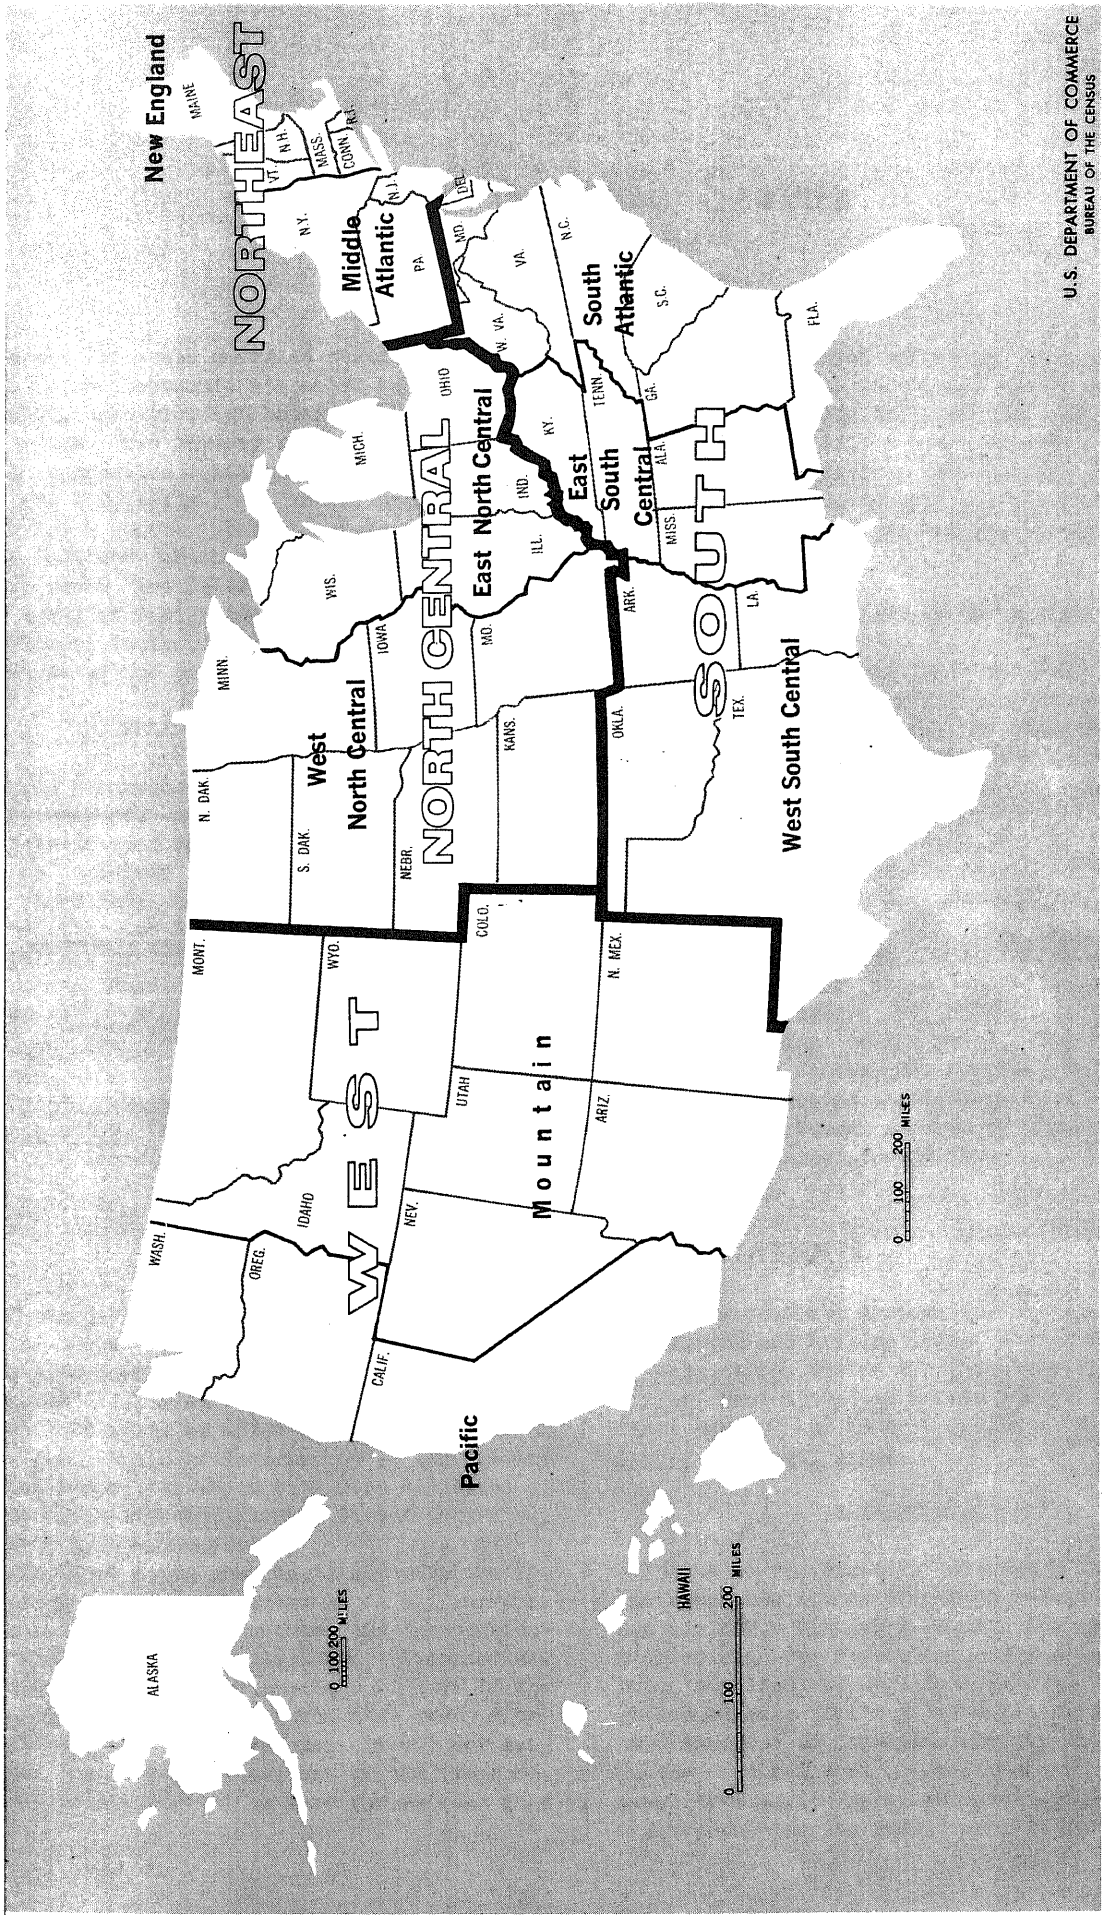 New England
NORTHEAST
MAINE
VT.
N.H.
MASS.
CONN.
R.I.
N.Y.
Middle
Atlantic
N.J.
PA.
DEL.
MD.
VA.
W. VA.
N.C.
South
Atlantic
S.C.
GA.
FLA.
MICH.
OHIO
WIS.
IND.
ILL.
East North Central
NORTH CENTRAL
MINN.
IOWA
MO.
N. DAK.
S. DAK.
West
North Central
NEBR.
KANS.
KY.
TENN.
East
South
Central
ALA.
MISS.
SOUTH
ARK.
LA.
OKLA.
TEX.
West South Central
MONT.
WYO.
COLO.
N. MEX.
WEST
IDAHO
UTAH
ARIZ.
NEV.
Mountain
WASH.
OREG.
CALIF.
Pacific
ALASKA
0 100 200
MILES
HAWAII
0 100 200
MILES
0 100 200
MILES
U.S. DEPARTMENT OF COMMERCE
BUREAU OF THE CENSUS